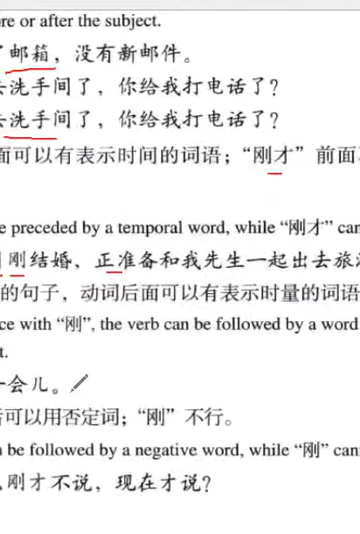 re or after the subject.
了邮箱，没有新邮件。
去洗手间了，你给我打电话了？
去洗手间了，你给我打电话了？
面可以有表示时间的词语；“刚才”前面
e preceded by a temporal word, while “刚才” can
刚结婚，正准备和我先生一起出去旅
的句子，动词后面可以有表示时量的词语
ce with “刚”, the verb can be followed by a word
t.
一会儿。
后可以用否定词；“刚”不行。
n be followed by a negative word, while “刚” can
刚才不说，现在才说？